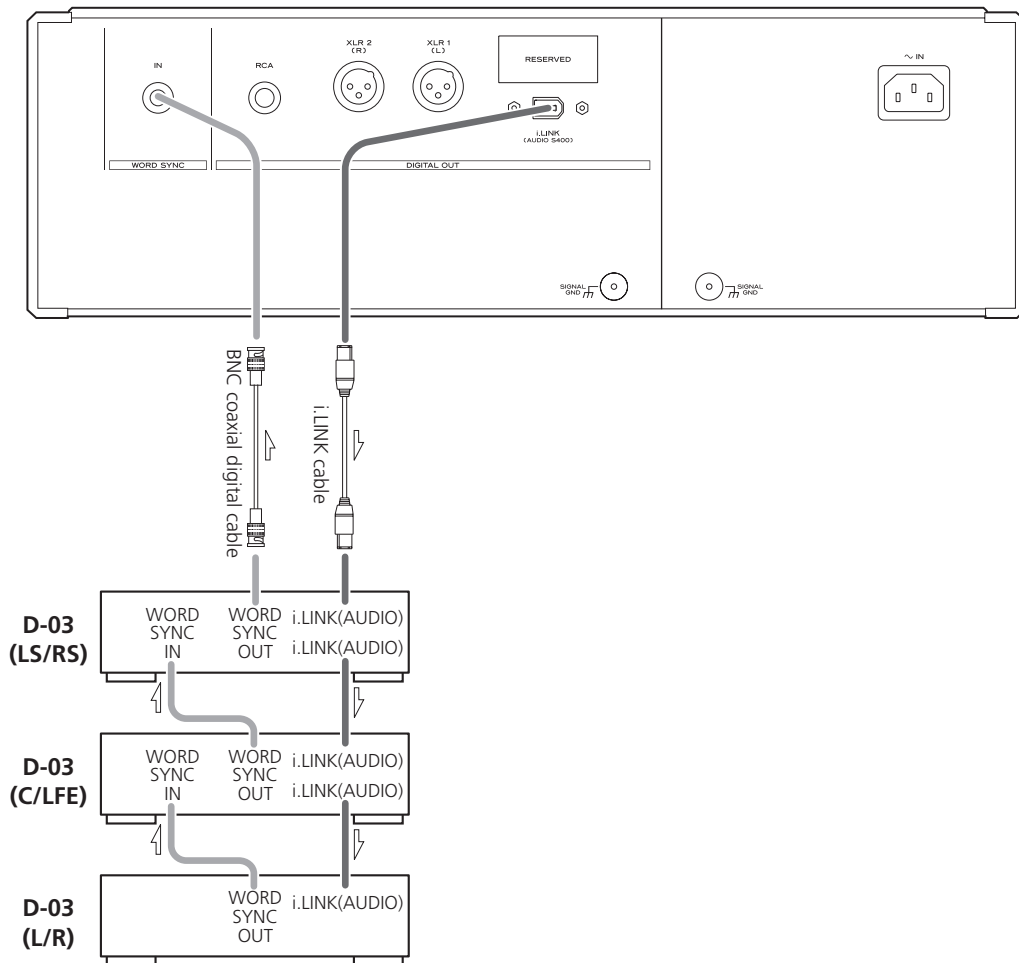 IN
RCA
XLR 2
(R)
XLR 1
(L)
RESERVED
∼ IN
i.LINK
(AUDIO S400)
WORD SYNC
DIGITAL OUT
SIGNAL
GND
SIGNAL
GND
BNC coaxial digital cable
i.LINK cable
D-03
(LS/RS)
WORD
SYNC
IN
WORD
SYNC
OUT
i.LINK(AUDIO)
i.LINK(AUDIO)
D-03
(C/LFE)
WORD
SYNC
IN
WORD
SYNC
OUT
i.LINK(AUDIO)
i.LINK(AUDIO)
D-03
(L/R)
WORD
SYNC
OUT
i.LINK(AUDIO)